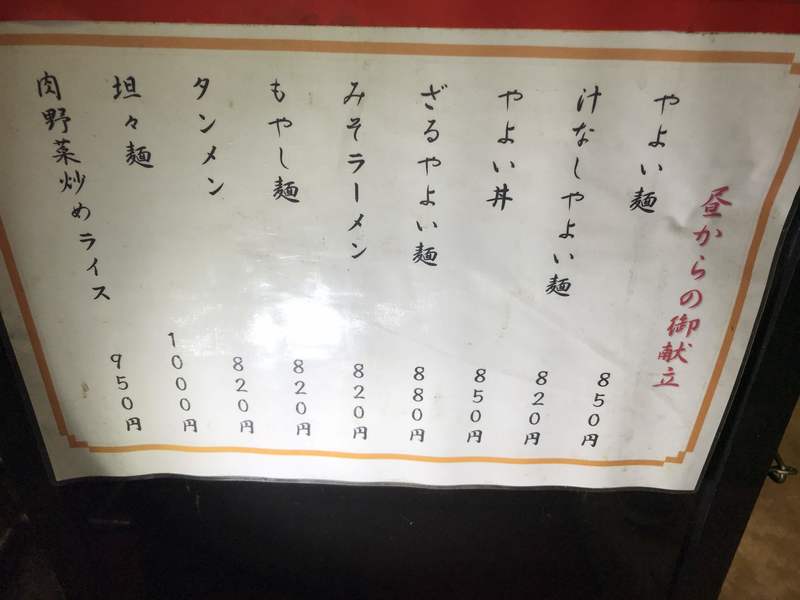 昼からの御献立
やよい麺 850円
汁なしやよい麺 820円
やよい丼 850円
ざるやよい麺 880円
みそラーメン 820円
もやし麺 820円
タンメン 820円
坦々麺 1000円
肉野菜炒めライス 950円